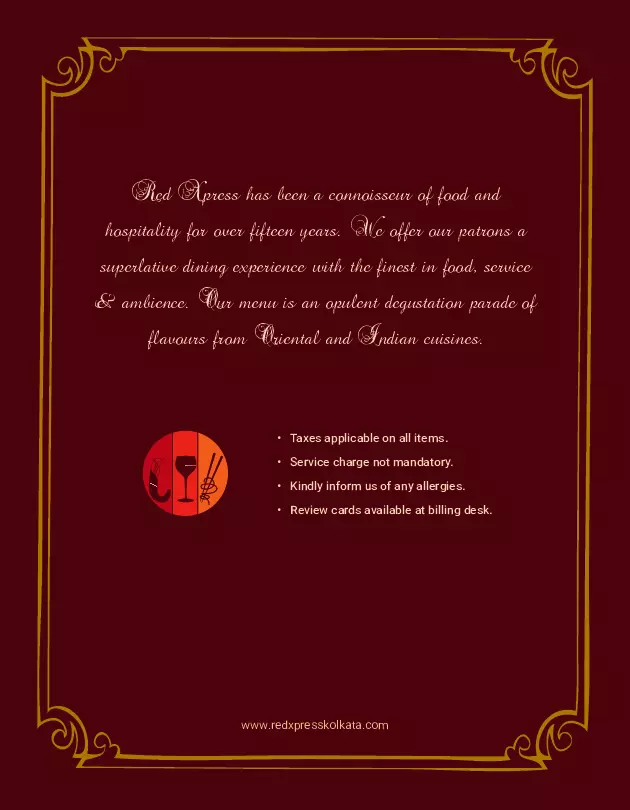 Red Xpress has been a connoisseur of food and
hospitality for over fifteen years. We offer our patrons a
superlative dining experience with the finest in food, service
& ambience. Our menu is an opulent degustation parade of
flavours from Oriental and Indian cuisines.
• Taxes applicable on all items.
• Service charge not mandatory.
• Kindly inform us of any allergies.
• Review cards available at billing desk.
www.redxpresskolkata.com